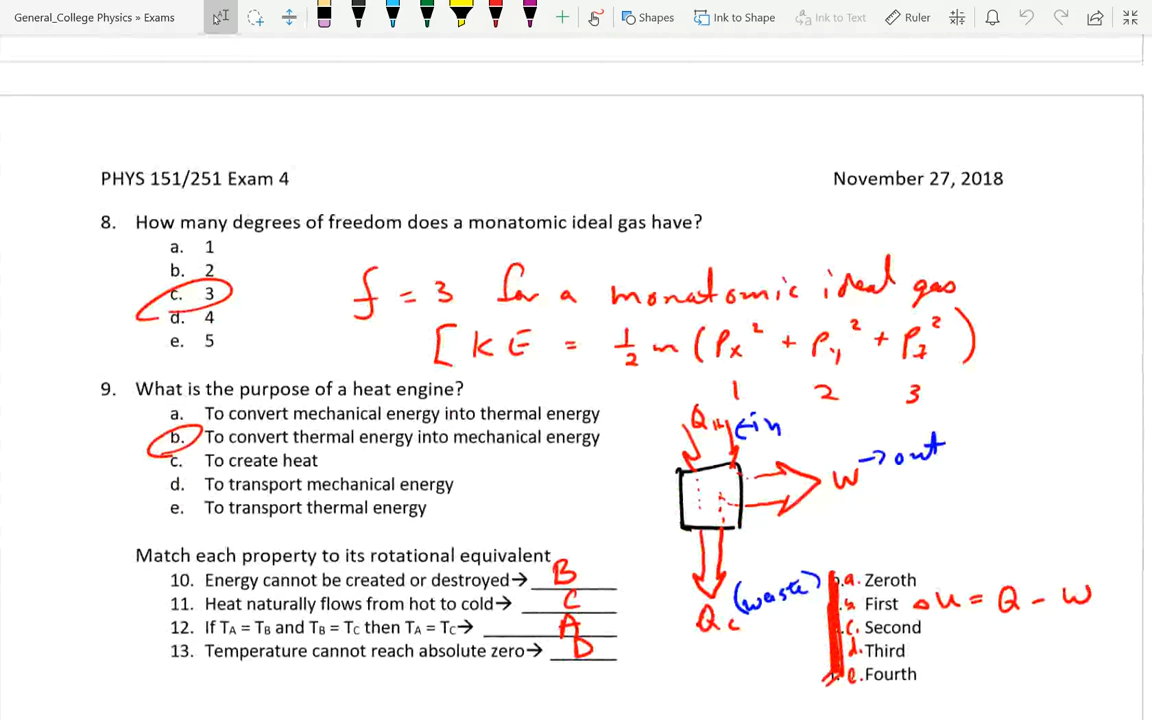 General_College Physics » Exams
Shapes Ink to Shape Ink to Text Ruler
PHYS 151/251 Exam 4 November 27, 2018
8. How many degrees of freedom does a monatomic ideal gas have?
a. 1
b. 2
c. 3
d. 4
e. 5
f = 3 for a monatomic ideal gas
[ KE = 1/2 m (Px² + Py² + Pz²)
1 2 3
9. What is the purpose of a heat engine?
a. To convert mechanical energy into thermal energy
b. To convert thermal energy into mechanical energy
c. To create heat
d. To transport mechanical energy
e. To transport thermal energy
QH ←in
W →out
Qc (waste)
Match each property to its rotational equivalent
10. Energy cannot be created or destroyed→ B
11. Heat naturally flows from hot to cold→ C
12. If TA = TB and TB = TC then TA = TC→ A
13. Temperature cannot reach absolute zero→ D
a. Zeroth
First ΔU = Q - W
c. Second
d. Third
e. Fourth